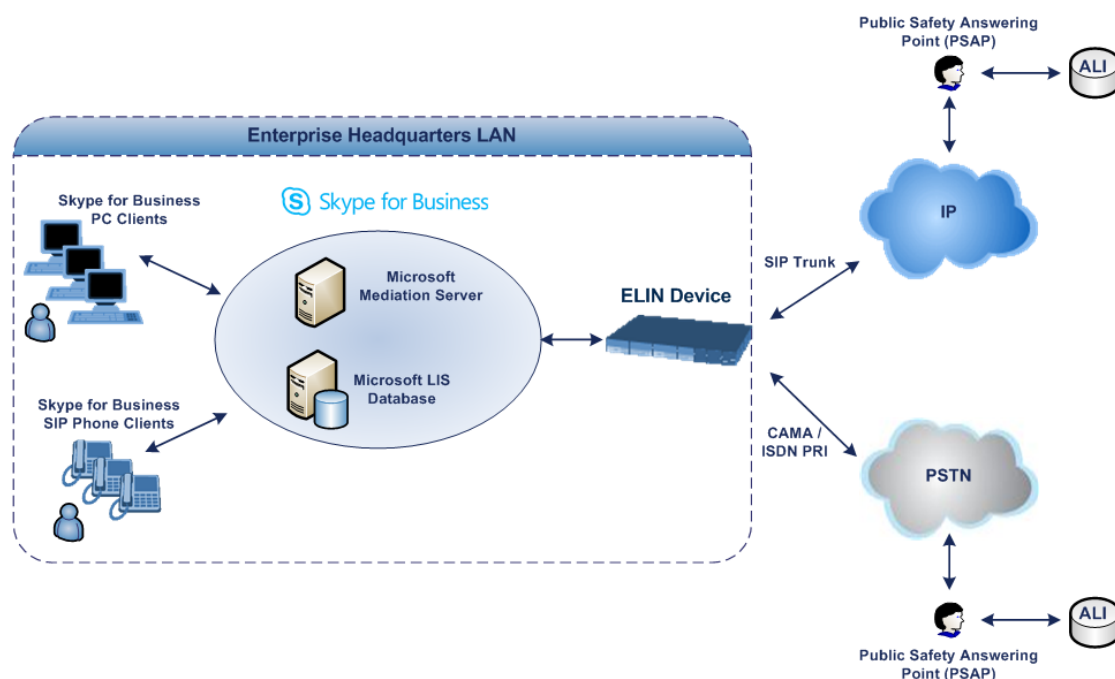 Public Safety Answering
Point (PSAP)
ALI
Enterprise Headquarters LAN
Skype for Business
PC Clients
S Skype for Business
IP
Microsoft
Mediation Server
SIP Trunk
ELIN Device
Microsoft LIS
Database
Skype for Business
SIP Phone Clients
CAMA /
ISDN PRI
PSTN
ALI
Public Safety Answering
Point (PSAP)